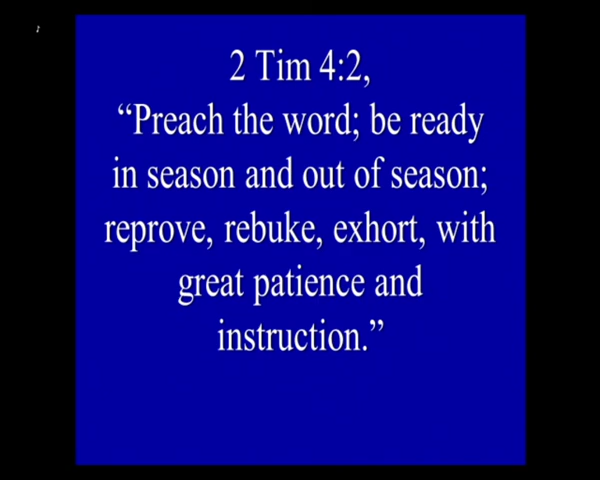 2 Tim 4:2,
“Preach the word; be ready
in season and out of season;
reprove, rebuke, exhort, with
great patience and
instruction.”